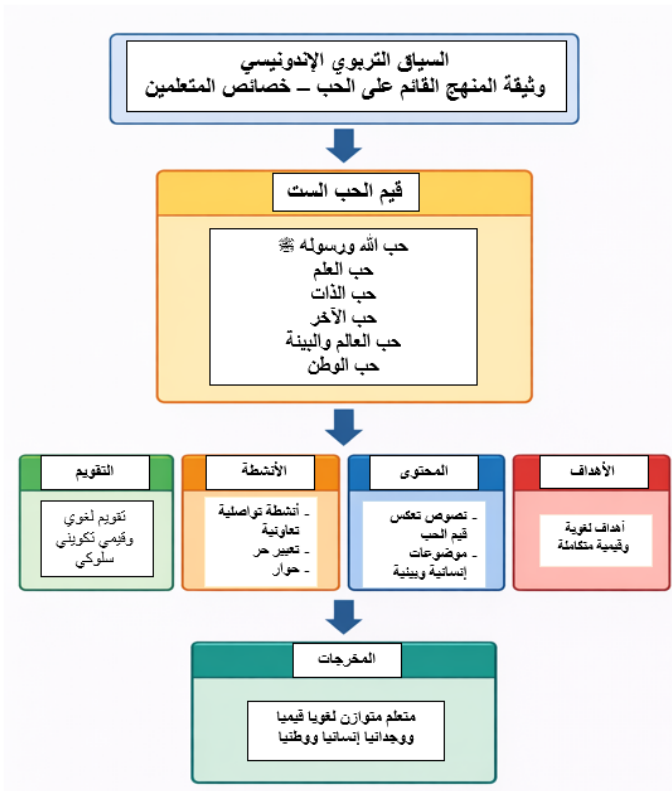 السياق التربوي الإندونيسي
وثيقة المنهج القائم على الحب – خصائص المتعلمين
قيم الحب الست
حب الله ورسوله ﷺ
حب العلم
حب الذات
حب الآخر
حب العالم والبيئة
حب الوطن
الأهداف
أهداف لغوية
وقيمية متكاملة
المحتوى
- نصوص تعكس
قيم الحب
- موضوعات
إنسانية وبيئية
الأنشطة
- أنشطة تواصلية
تعاونية
- تعبير حر
- حوار
التقويم
تقويم لغوي
وقيمي تكويني
سلوكي
المخرجات
متعلم متوازن لغويا قيميا
ووجدانيا إنسانيا ووطنيا